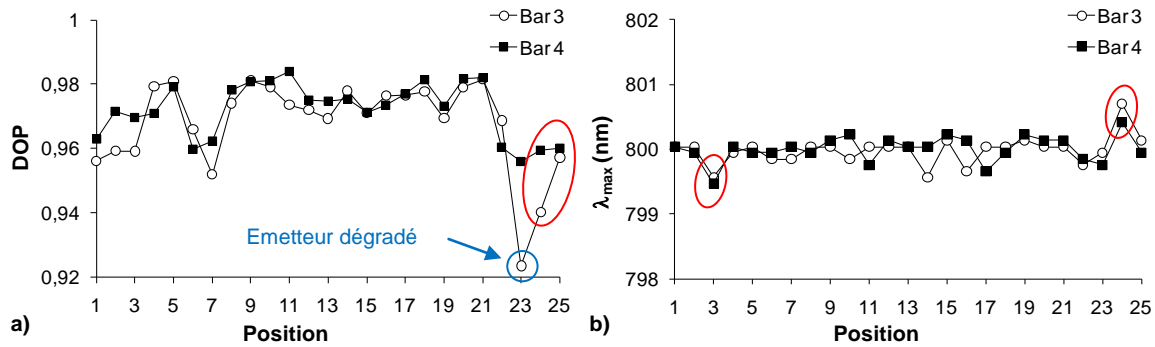 Bar 3
Bar 4
DOP
1
0,98
0,96
0,94
0,92
Emetteur dégradé
1 3 5 7 9 11 13 15 17 19 21 23 25
Position
a)
Bar 3
Bar 4
λmax (nm)
802
801
800
799
798
1 3 5 7 9 11 13 15 17 19 21 23 25
Position
b)